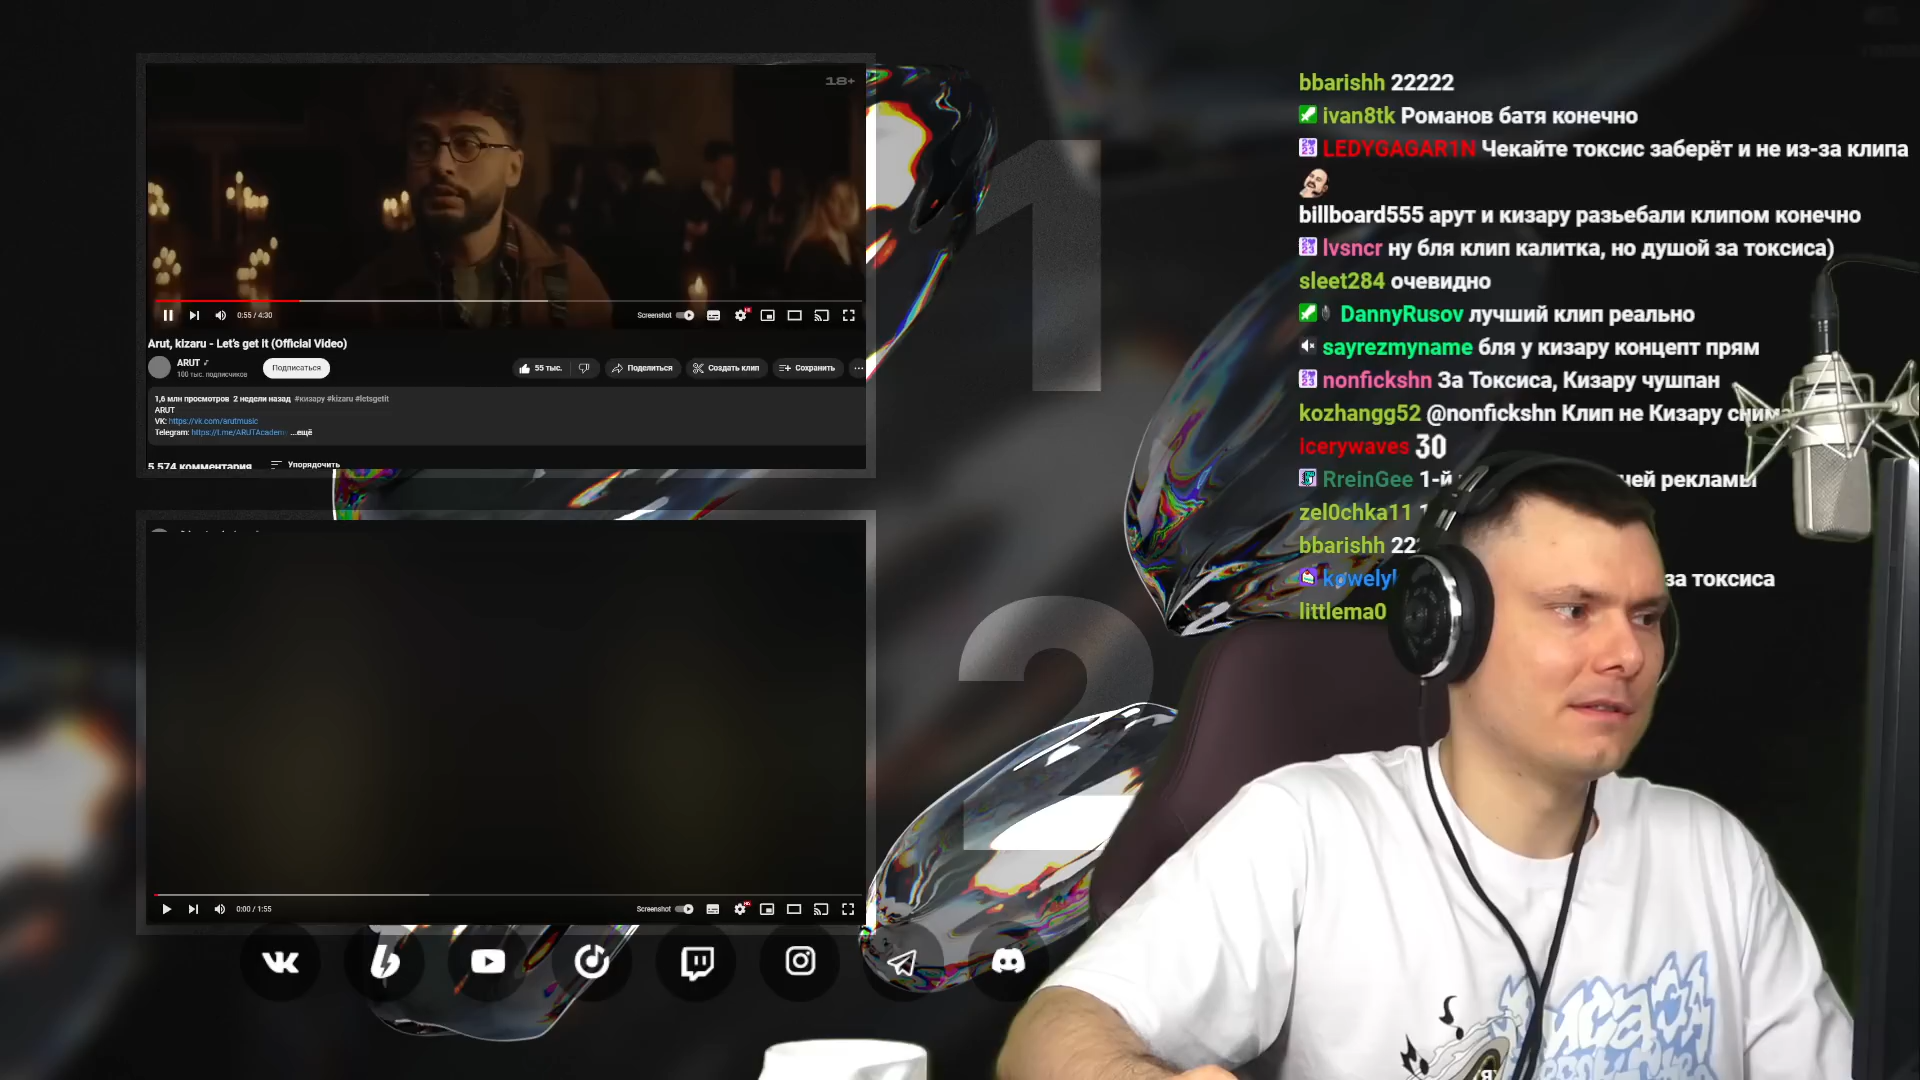 18+
0:55 / 4:30
Screenshot
Arut, kizaru - Let's get it (Official Video)
ARUT
100 тыс. подписчиков
Подписаться
55 тыс.
Поделиться
Создать клип
Сохранить
1,6 млн просмотров 2 недели назад #кизару #kizaru #letsgetit
ARUT
VK: https://vk.com/arutmusic
Telegram: https://t.me/ARUTAcadem ...ещё
5 574 комментария
Упорядочить
1
0:00 / 1:55
Screenshot
2
bbarishh 22222
ivan8tk Романов батя конечно
LEDYGAGAR1N Чекайте токсис заберёт и не из-за клипа
billboard555 арут и кизару разьебали клипом конечно
lvsncr ну бля клип калитка, но душой за токсиса)
sleet284 очевидно
DannyRusov лучший клип реально
sayrezmyname бля у кизару концепт прям
nonfickshn За Токсиса, Кизару чушпан
kozhangg52 @nonfickshn Клип не Кизару сним
Icerywaves 30
RreinGee 1-й рекламы
zel0chka11
bbarishh 22
за токсиса
littlema0